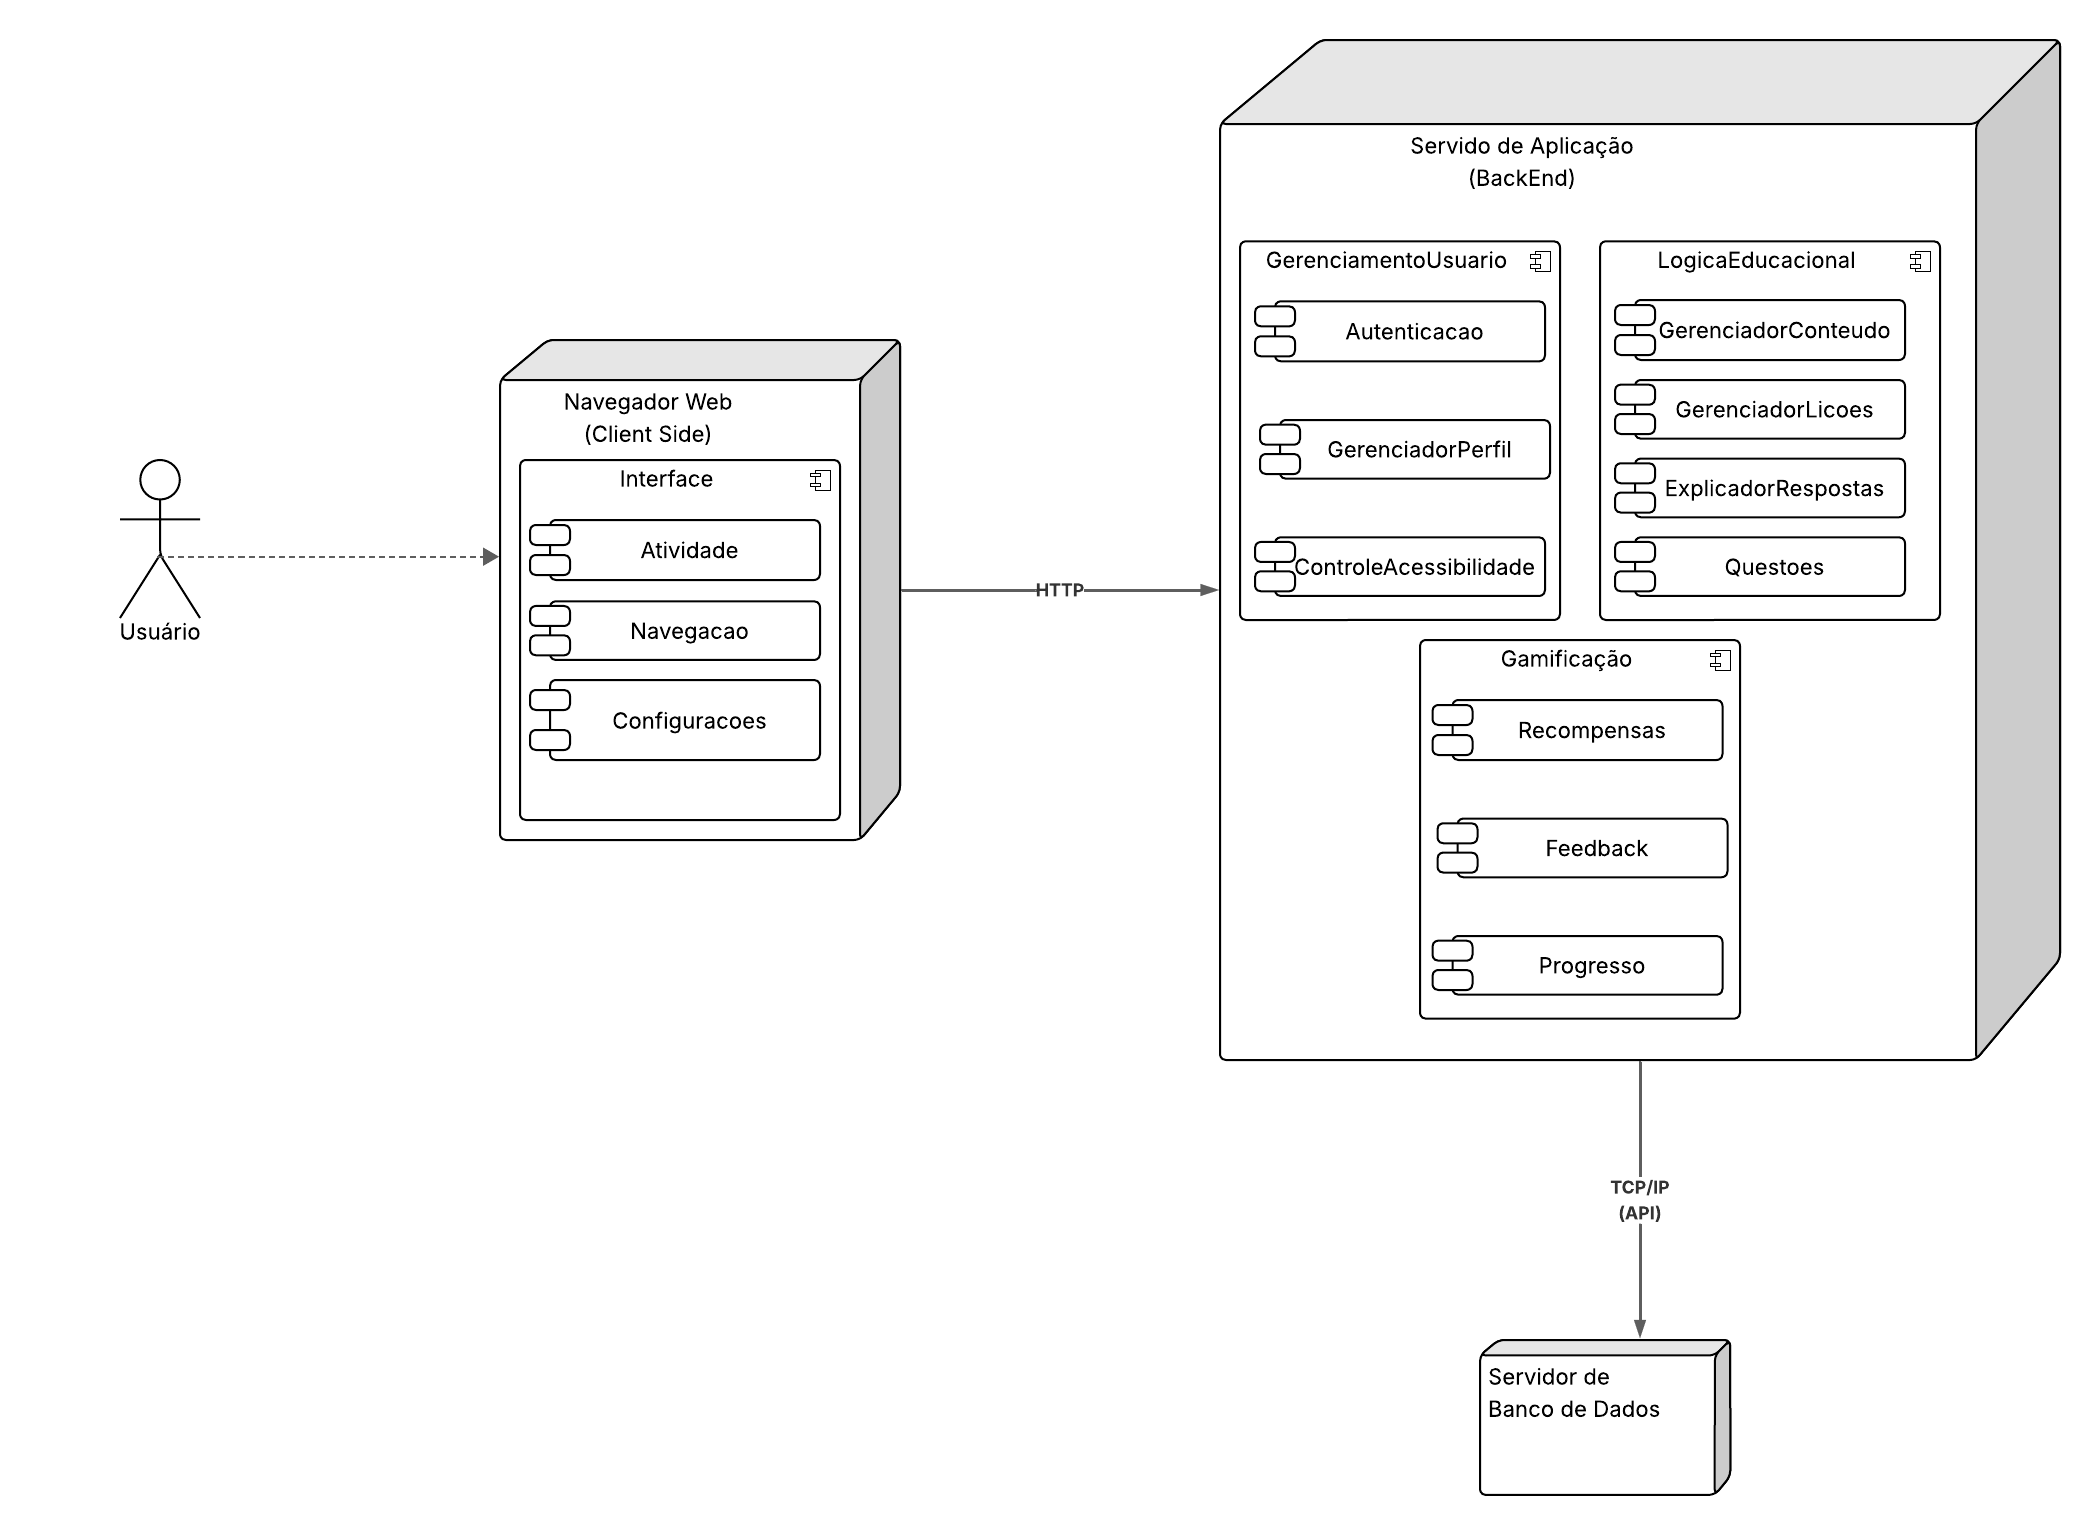 Usuário
Navegador Web
(Client Side)
Interface
Atividade
Navegacao
Configuracoes
HTTP
Servido de Aplicação
(BackEnd)
GerenciamentoUsuario
Autenticacao
GerenciadorPerfil
ControleAcessibilidade
LogicaEducacional
GerenciadorConteudo
GerenciadorLicoes
ExplicadorRespostas
Questoes
Gamificação
Recompensas
Feedback
Progresso
TCP/IP
(API)
Servidor de
Banco de Dados